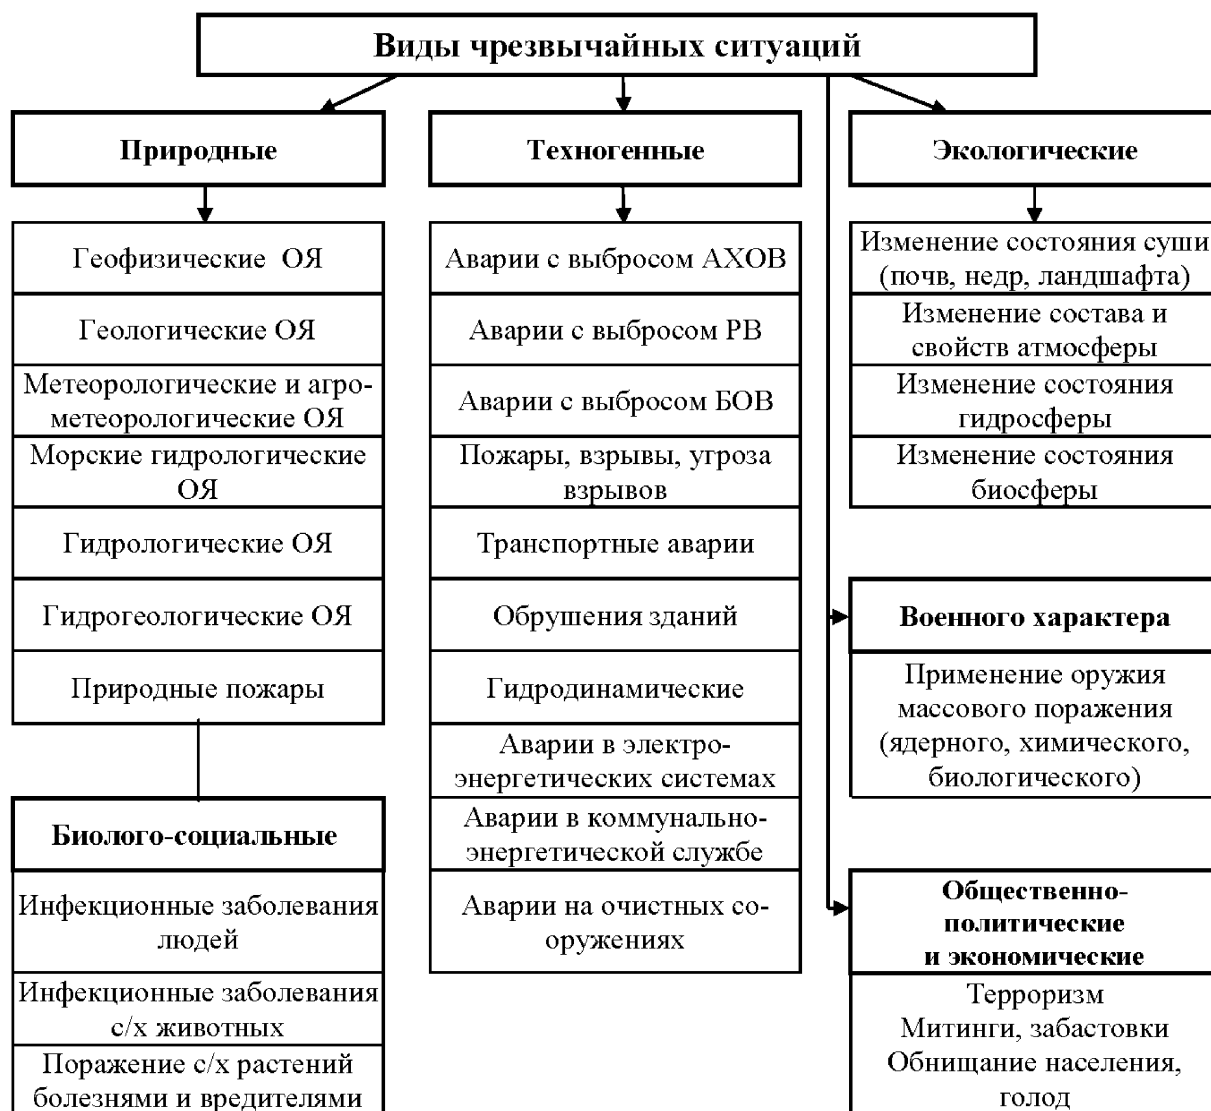 Виды чрезвычайных ситуаций
Природные
Геофизические ОЯ
Геологические ОЯ
Метеорологические и агро-
метеорологические ОЯ
Морские гидрологические
ОЯ
Гидрологические ОЯ
Гидрогеологические ОЯ
Природные пожары
Биолого-социальные
Инфекционные заболевания
людей
Инфекционные заболевания
с/х животных
Поражение с/х растений
болезнями и вредителями
Техногенные
Аварии с выбросом АХОВ
Аварии с выбросом РВ
Аварии с выбросом БОВ
Пожары, взрывы, угроза
взрывов
Транспортные аварии
Обрушения зданий
Гидродинамические
Аварии в электро-
энергетических системах
Аварии в коммунально-
энергетической службе
Аварии на очистных со-
оружениях
Экологические
Изменение состояния суши
(почв, недр, ландшафта)
Изменение состава и
свойств атмосферы
Изменение состояния
гидросферы
Изменение состояния
биосферы
Военного характера
Применение оружия
массового поражения
(ядерного, химического,
биологического)
Общественно-
политические
и экономические
Терроризм
Митинги, забастовки
Обнищание населения,
голод